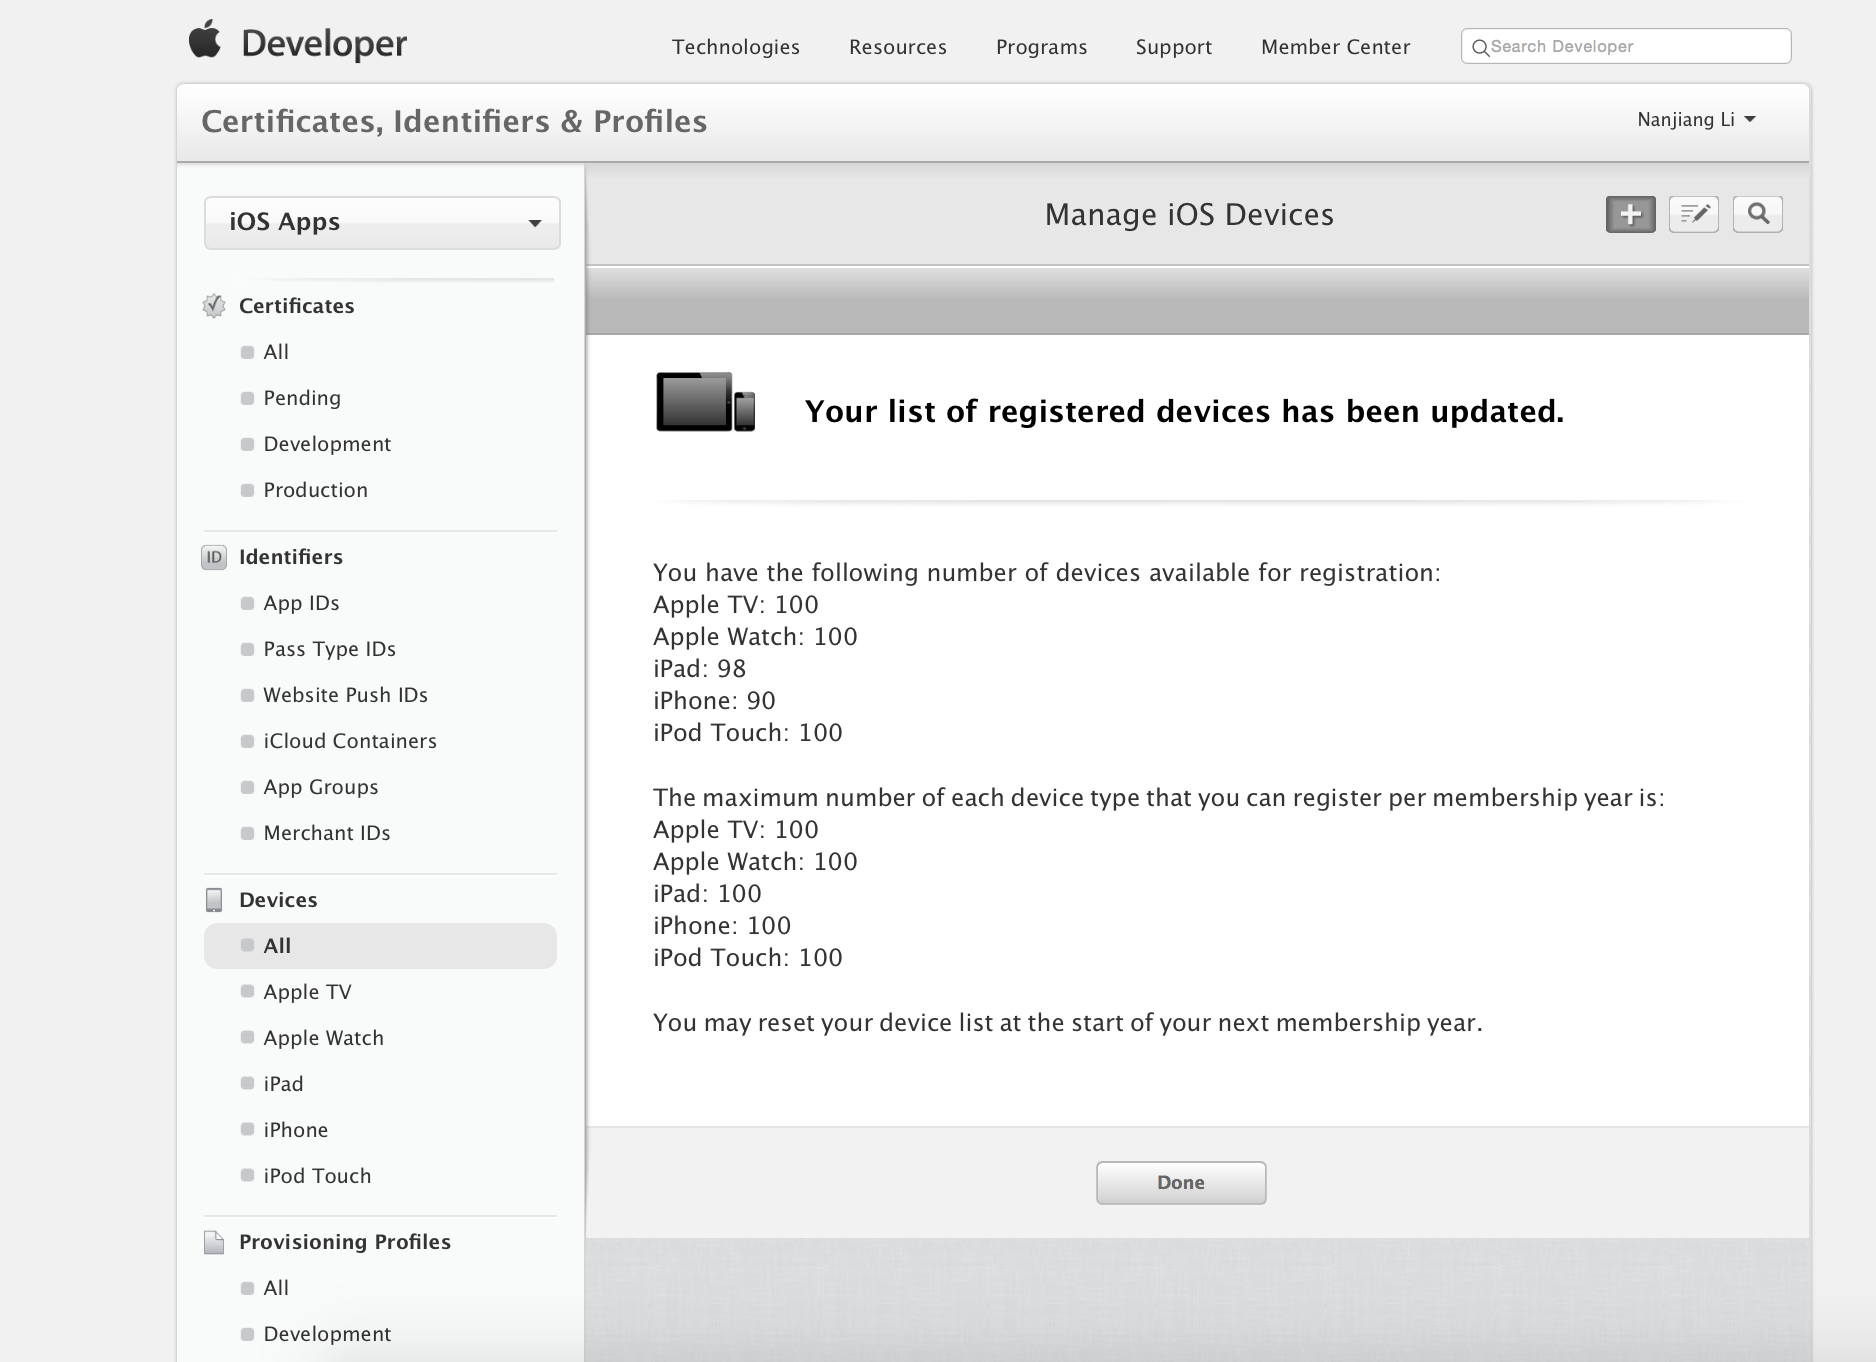 Developer
Technologies
Resources
Programs
Support
Member Center
Search Developer
Certificates, Identifiers & Profiles
Nanjiang Li
iOS Apps
Certificates
All
Pending
Development
Production
ID
Identifiers
App IDs
Pass Type IDs
Website Push IDs
iCloud Containers
App Groups
Merchant IDs
Devices
All
Apple TV
Apple Watch
iPad
iPhone
iPod Touch
Provisioning Profiles
All
Development
Manage iOS Devices
Your list of registered devices has been updated.
You have the following number of devices available for registration:
Apple TV: 100
Apple Watch: 100
iPad: 98
iPhone: 90
iPod Touch: 100
The maximum number of each device type that you can register per membership year is:
Apple TV: 100
Apple Watch: 100
iPad: 100
iPhone: 100
iPod Touch: 100
You may reset your device list at the start of your next membership year.
Done